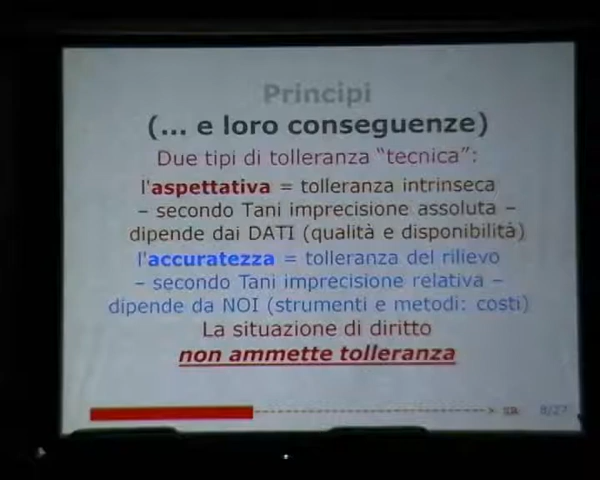 Principi
(... e loro conseguenze)
Due tipi di tolleranza "tecnica":
l'aspettativa = tolleranza intrinseca
– secondo Tani imprecisione assoluta –
dipende dai DATI (qualità e disponibilità)
l'accuratezza = tolleranza del rilievo
– secondo Tani imprecisione relativa –
dipende da NOI (strumenti e metodi: costi)
La situazione di diritto
non ammette tolleranza
8/27